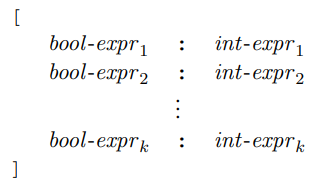 [
bool-expr₁ : int-expr₁
bool-expr₂ : int-expr₂
⋮
bool-exprₖ : int-exprₖ
]